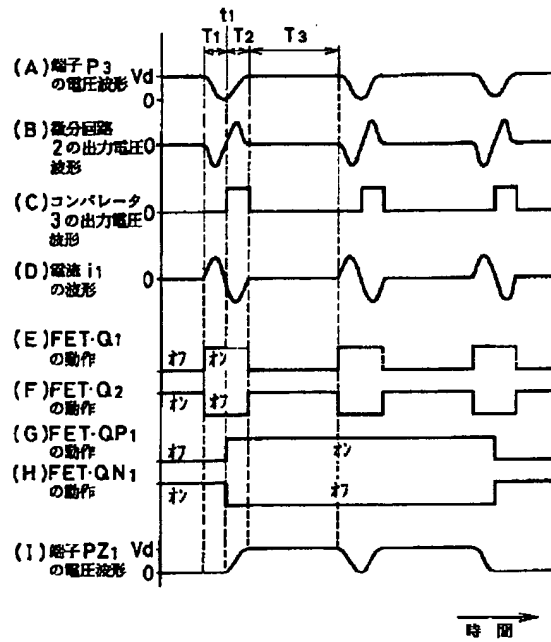 t1
T1 T2 T3
(A)端子P3 Vd
の電圧波形 0
(B)微分回路 0
2の出力電圧
波形
(C)コンパレータ 0
3の出力電圧
波形
(D)電流i1 0
の波形
(E)FET・Q1
の動作 オフ オン
(F)FET・Q2
の動作 オン オフ
(G)FET・QP1
の動作 オフ オン
(H)FET・QN1
の動作 オン オフ
(I)端子PZ1 Vd
の電圧波形 0
時間